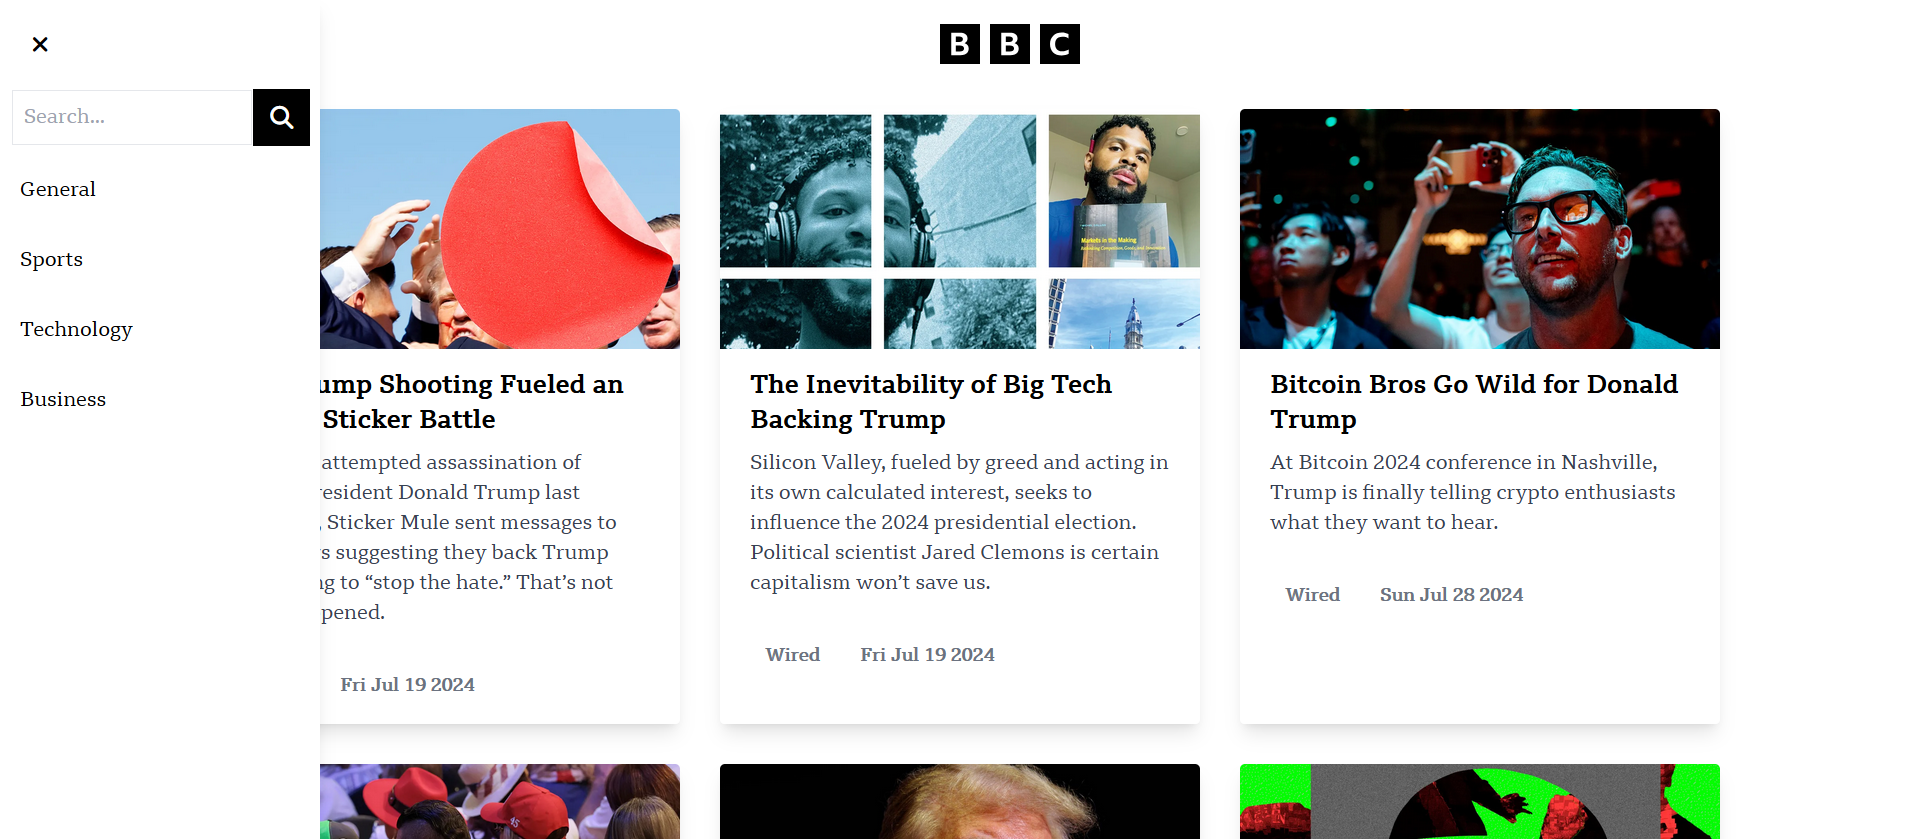 BBC
Search...
General
Sports
Technology
Business
ump Shooting Fueled an
Sticker Battle
attempted assassination of
resident Donald Trump last
, Sticker Mule sent messages to
rs suggesting they back Trump
ng to “stop the hate.” That’s not
pened.
Fri Jul 19 2024
Markets in the Making
The Inevitability of Big Tech
Backing Trump
Silicon Valley, fueled by greed and acting in
its own calculated interest, seeks to
influence the 2024 presidential election.
Political scientist Jared Clemons is certain
capitalism won’t save us.
Wired Fri Jul 19 2024
Bitcoin Bros Go Wild for Donald
Trump
At Bitcoin 2024 conference in Nashville,
Trump is finally telling crypto enthusiasts
what they want to hear.
Wired Sun Jul 28 2024
45